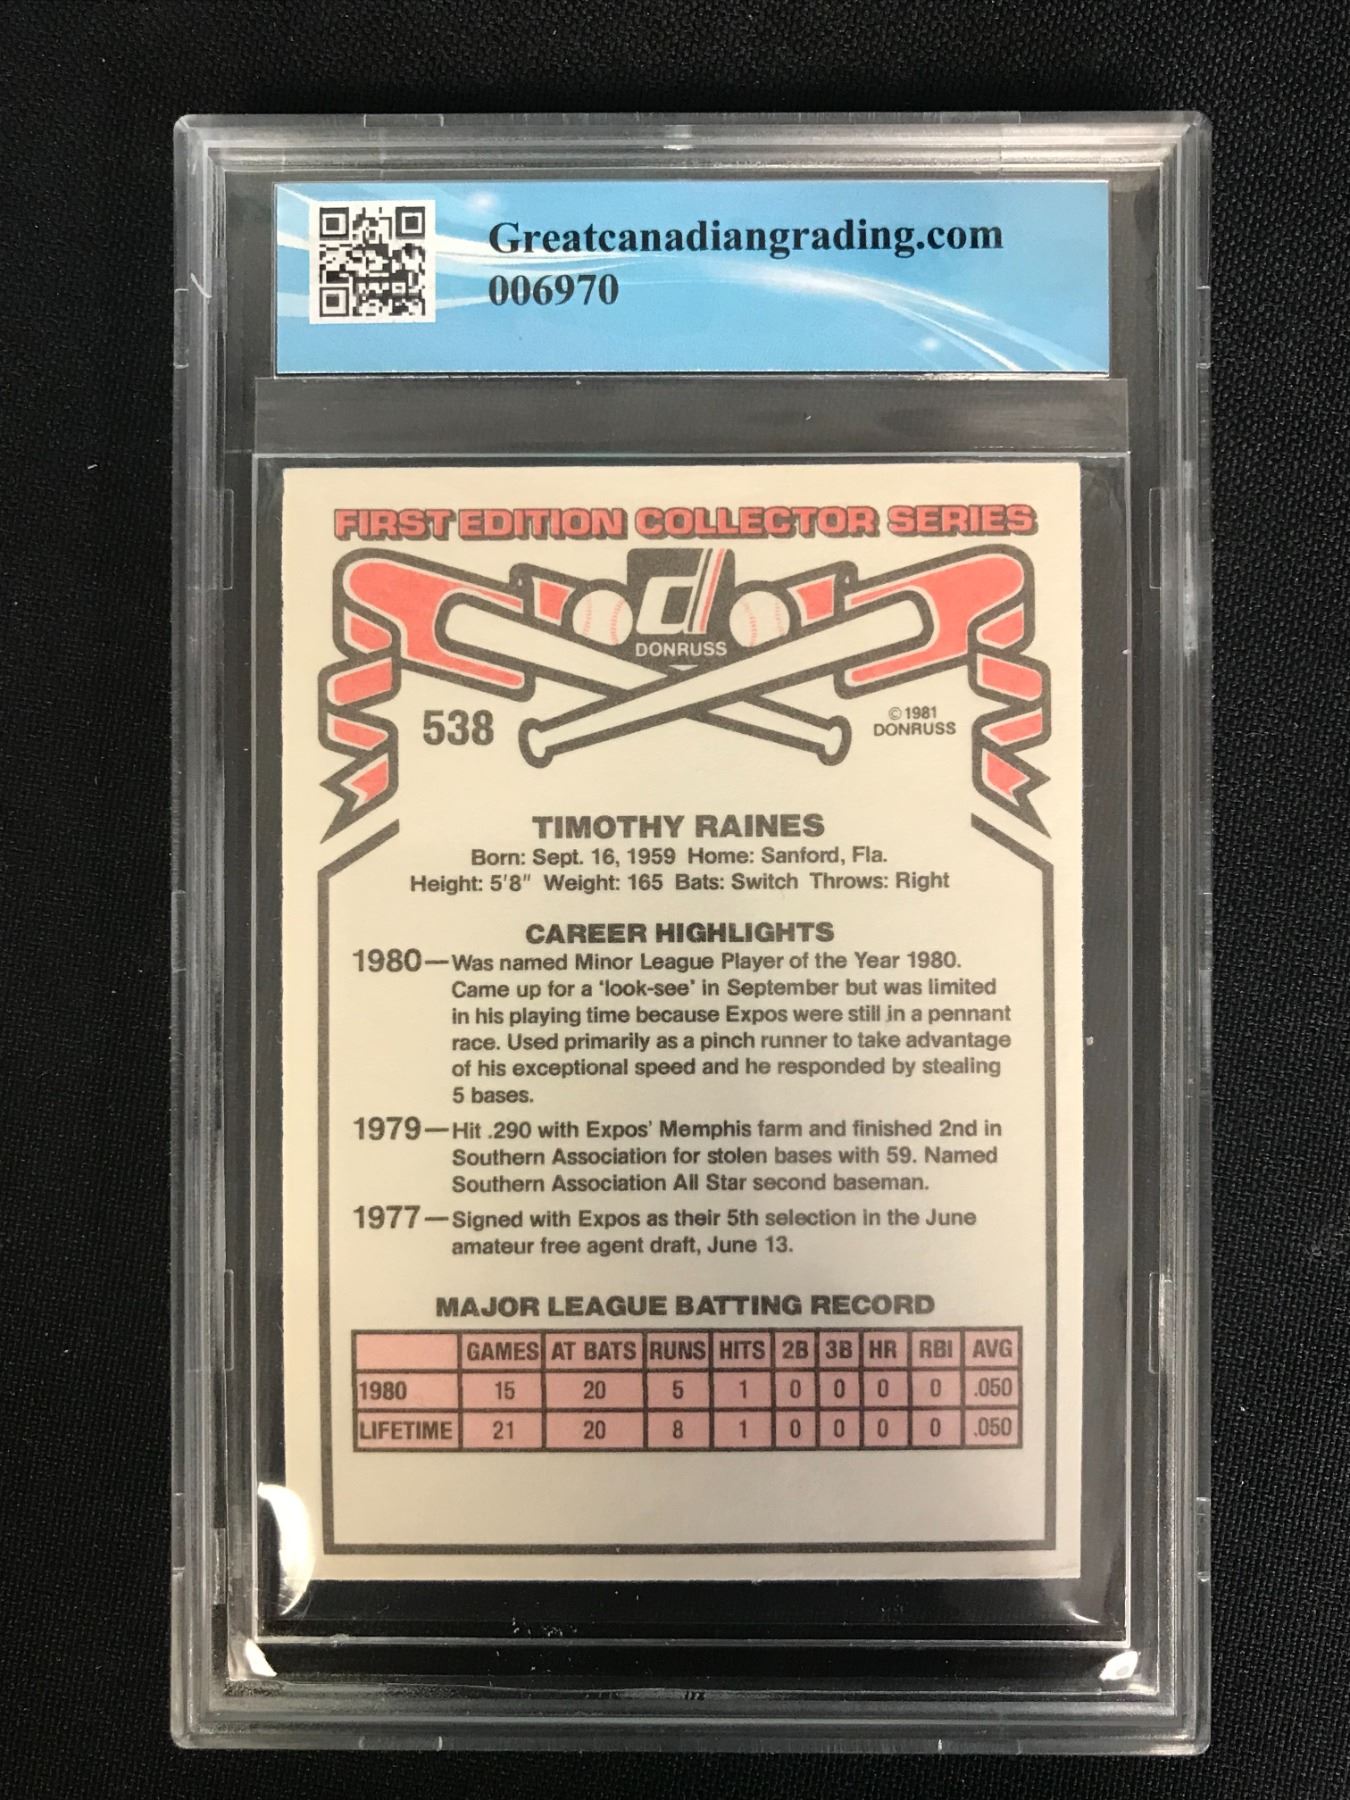 Greatcanadiangrading.com
006970
FIRST EDITION COLLECTOR SERIES
d
DONRUSS
538
© 1981
DONRUSS
TIMOTHY RAINES
Born: Sept. 16, 1959 Home: Sanford, Fla.
Height: 5'8" Weight: 165 Bats: Switch Throws: Right
CAREER HIGHLIGHTS
1980—Was named Minor League Player of the Year 1980.
Came up for a 'look-see' in September but was limited
in his playing time because Expos were still in a pennant
race. Used primarily as a pinch runner to take advantage
of his exceptional speed and he responded by stealing
5 bases.
1979—Hit .290 with Expos' Memphis farm and finished 2nd in
Southern Association for stolen bases with 59. Named
Southern Association All Star second baseman.
1977—Signed with Expos as their 5th selection in the June
amateur free agent draft, June 13.
MAJOR LEAGUE BATTING RECORD
GAMES AT BATS RUNS HITS 2B 3B HR RBI AVG
1980 15 20 5 1 0 0 0 0 .050
LIFETIME 21 20 8 1 0 0 0 0 .050